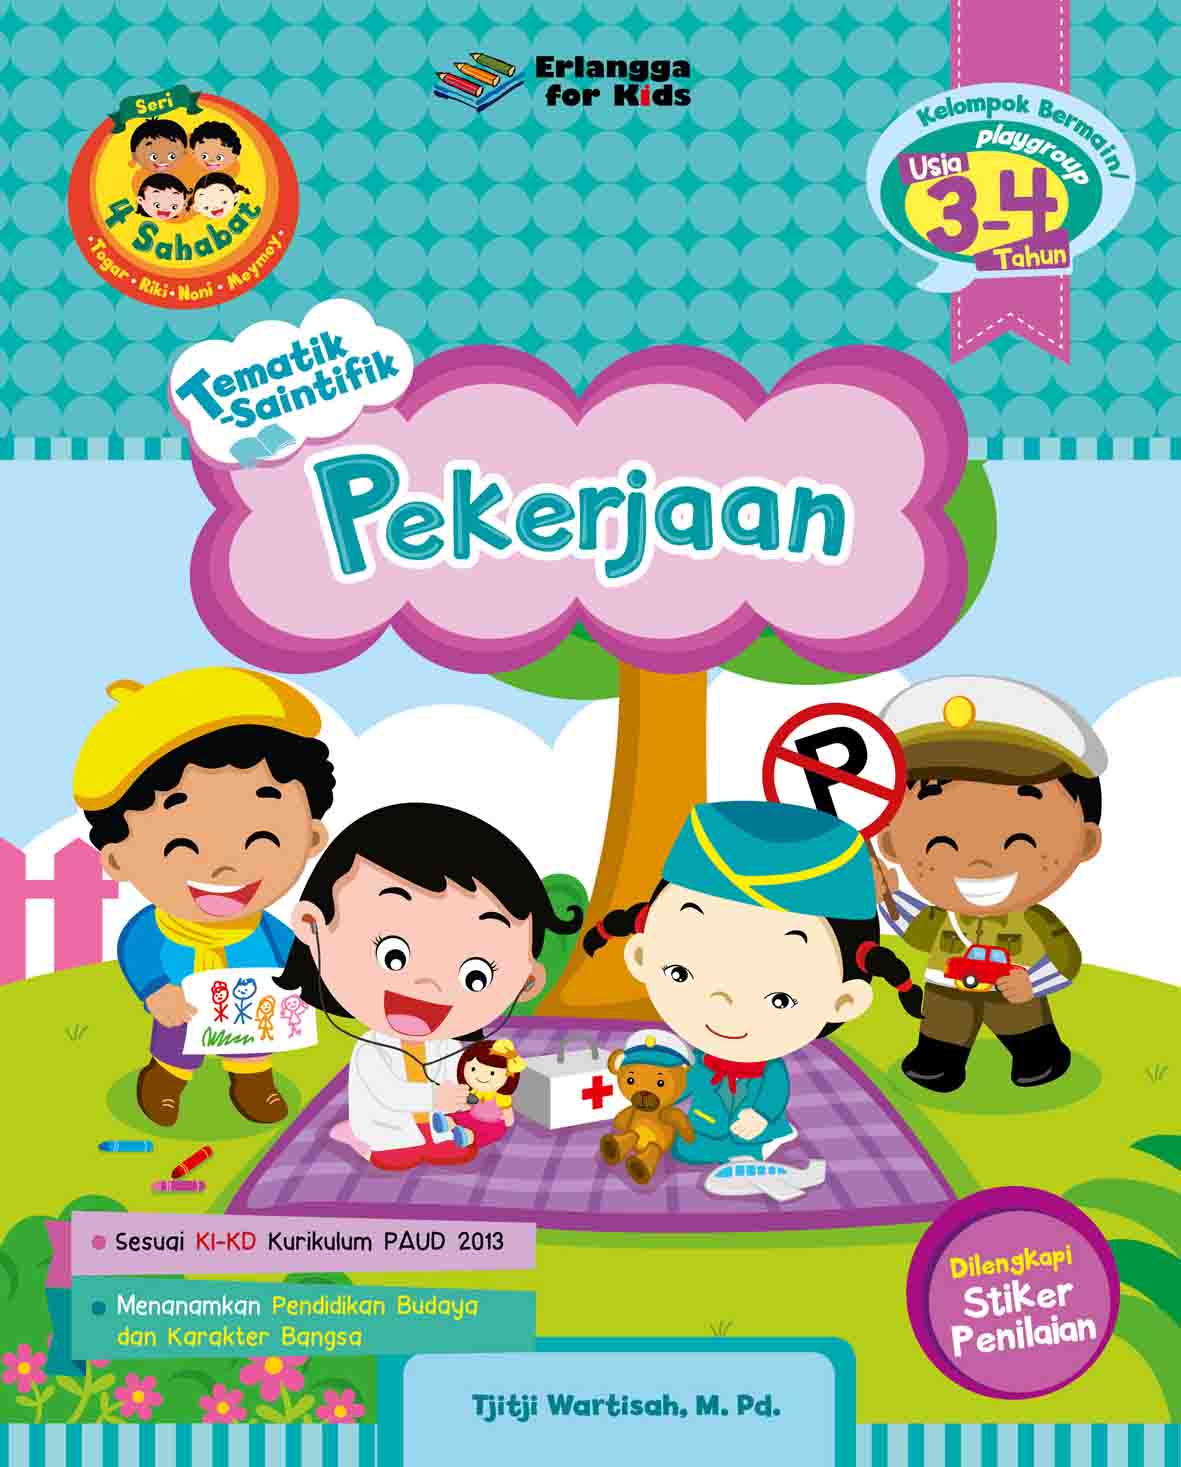 Erlangga
for Kids
Seri
4 Sahabat
• Togar • Riki • Noni • Meymey •
Kelompok Bermain/
playgroup
Usia
3-4
Tahun
Tematik
-Saintifik
Pekerjaan
P
Sesuai KI-KD Kurikulum PAUD 2013
Menanamkan Pendidikan Budaya
dan Karakter Bangsa
Dilengkapi
Stiker
Penilaian
Tjitji Wartisah, M. Pd.